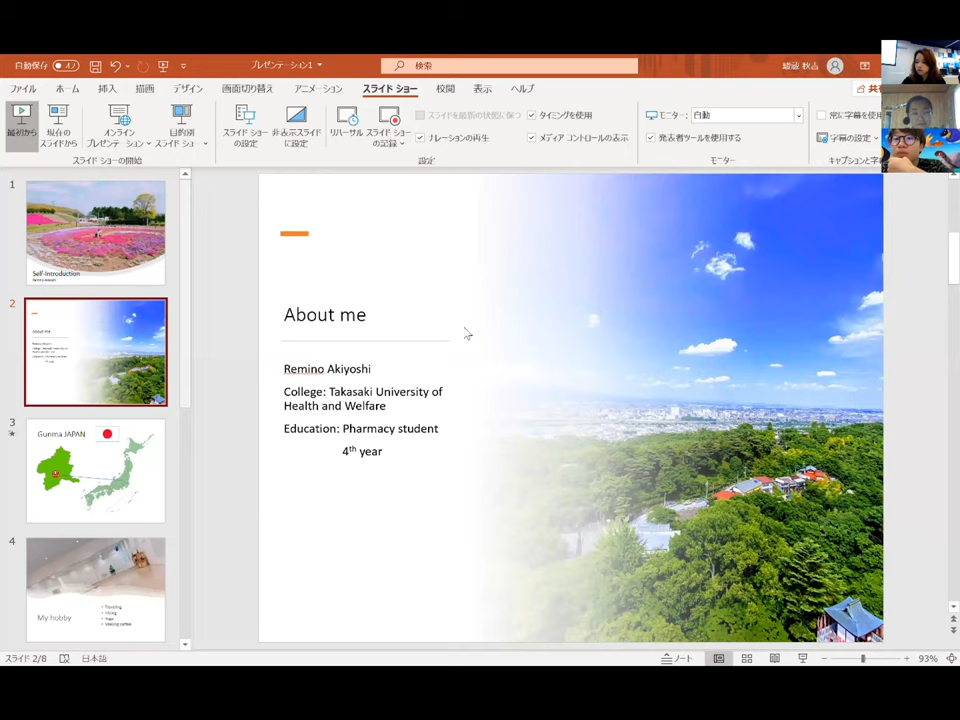 自動保存
オフ
プレゼンテーション1
検索
ファイル ホーム 挿入 描画 デザイン 画面切り替え アニメーション スライド ショー 校閲 表示 ヘルプ
最初から
現在の
スライドから
オンライン
プレゼンテーション
目的別
スライド ショー
スライド ショー
の設定
非表示スライド
に設定
リハーサル
スライド ショー
の記録
スライドを最新の状態に保つ
ナレーションの再生
タイミングを使用
メディア コントロールの表示
モニター: 自動
発表者ツールを使用する
常に字幕を使用
字幕の設定
スライド ショーの開始
設定
モニター
1
Self-Introduction
2
About me
3
Gunma JAPAN
4
My hobby
• Traveling
• Making coffee
About me
Remino Akiyoshi
College: Takasaki University of
Health and Welfare
Education: Pharmacy student
4th year
スライド 2/8
日本語
ノート
93%